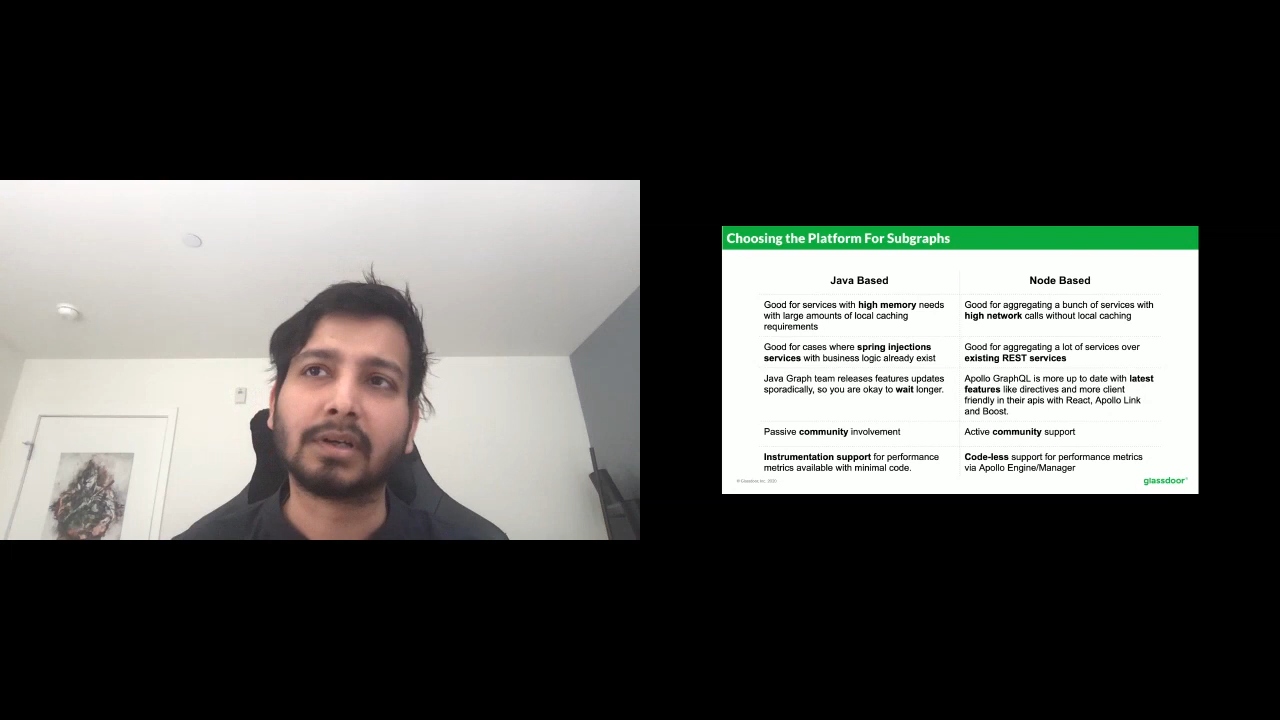 Choosing the Platform For Subgraphs
Java Based
Node Based
Good for services with high memory needs
with large amounts of local caching
requirements
Good for aggregating a bunch of services with
high network calls without local caching
Good for cases where spring injections
services with business logic already exist
Good for aggregating a lot of services over
existing REST services
Java Graph team releases features updates
sporadically, so you are okay to wait longer.
Apollo GraphQL is more up to date with latest
features like directives and more client
friendly in their apis with React, Apollo Link
and Boost.
Passive community involvement
Active community support
Instrumentation support for performance
metrics available with minimal code.
Code-less support for performance metrics
via Apollo Engine/Manager
© Glassdoor, Inc. 2020
glassdoor